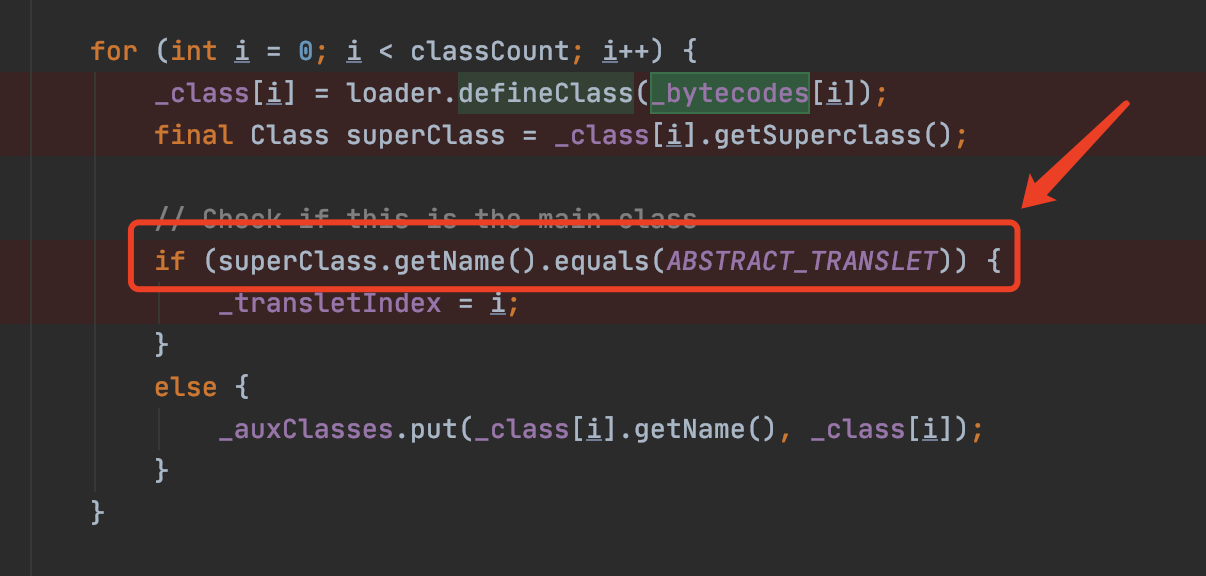 for (int i = 0; i < classCount; i++) {
_class[i] = loader.defineClass(_bytecodes[i]);
final Class superClass = _class[i].getSuperclass();
// Check if this is the main class
if (superClass.getName().equals(ABSTRACT_TRANSLET)) {
_transletIndex = i;
}
else {
_auxClasses.put(_class[i].getName(), _class[i]);
}
}